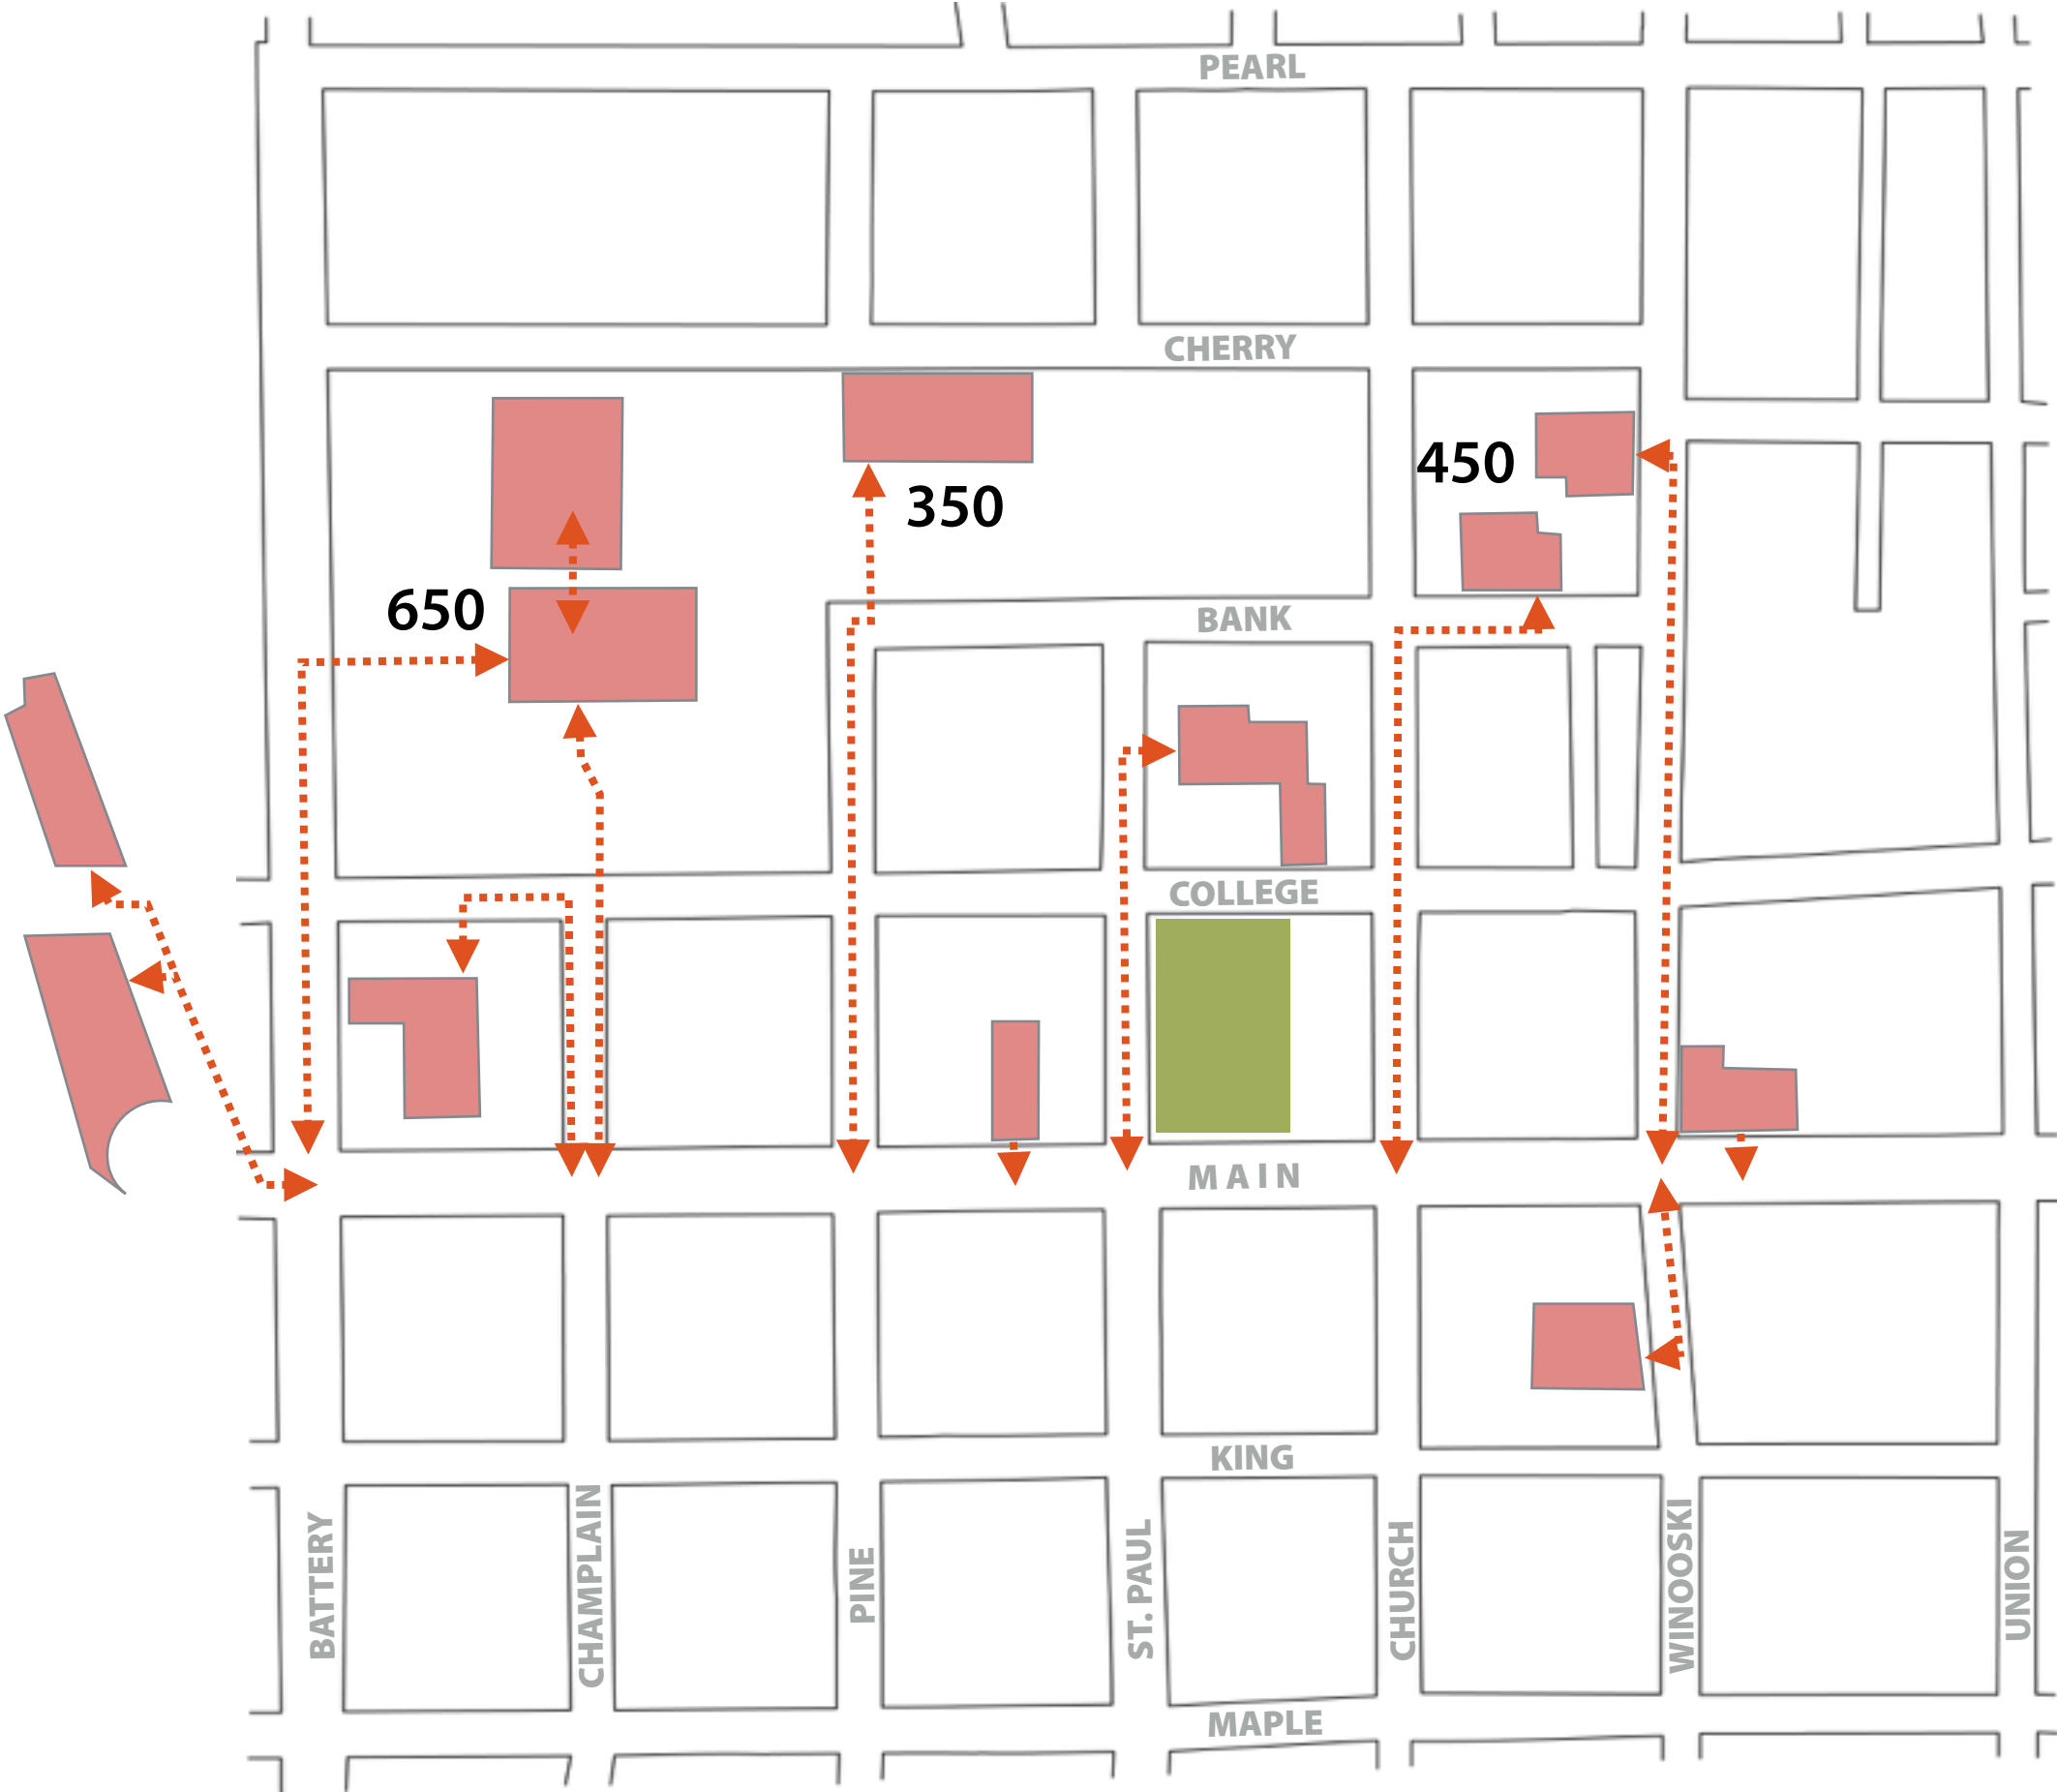 PEARL
CHERRY
450
350
650
BANK
COLLEGE
MAIN
KING
BATTERY
CHAMPLAIN
PINE
ST. PAUL
CHURCH
WINOOSKI
UNION
MAPLE